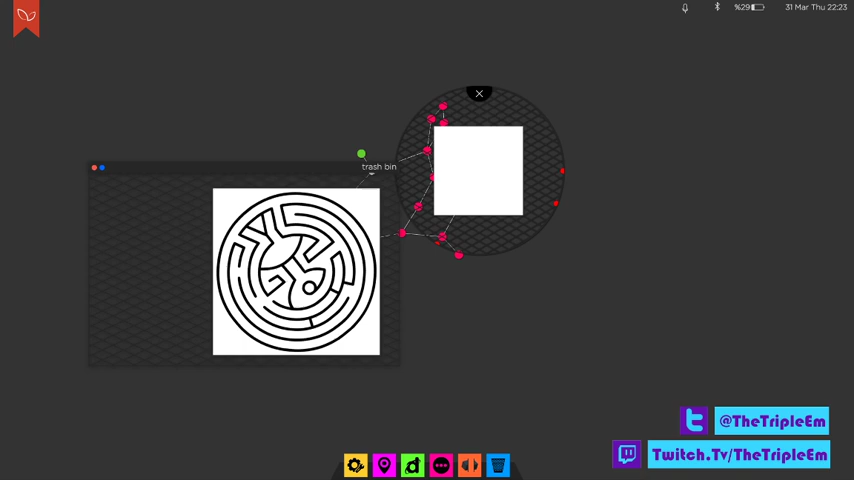 %29
31 Mar Thu 22:23
trash bin
@TheTripleEm
Twitch.Tv/TheTripleEm